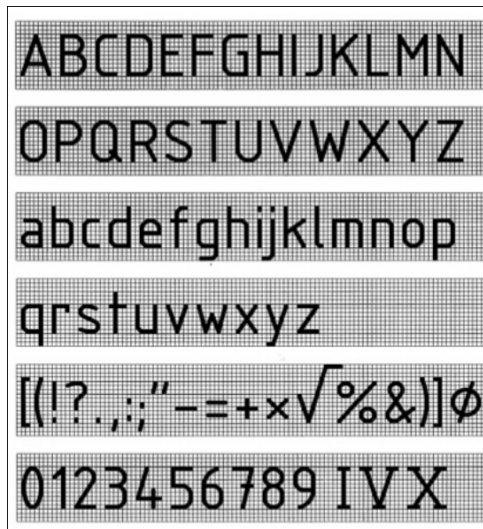 ABCDEFGHIJKLMN
OPQRSTUVWXYZ
abcdefghijklmnop
qrstuvwxyz
[(!?.,:;"-=+×√%&)]Ø
0123456789 IVX